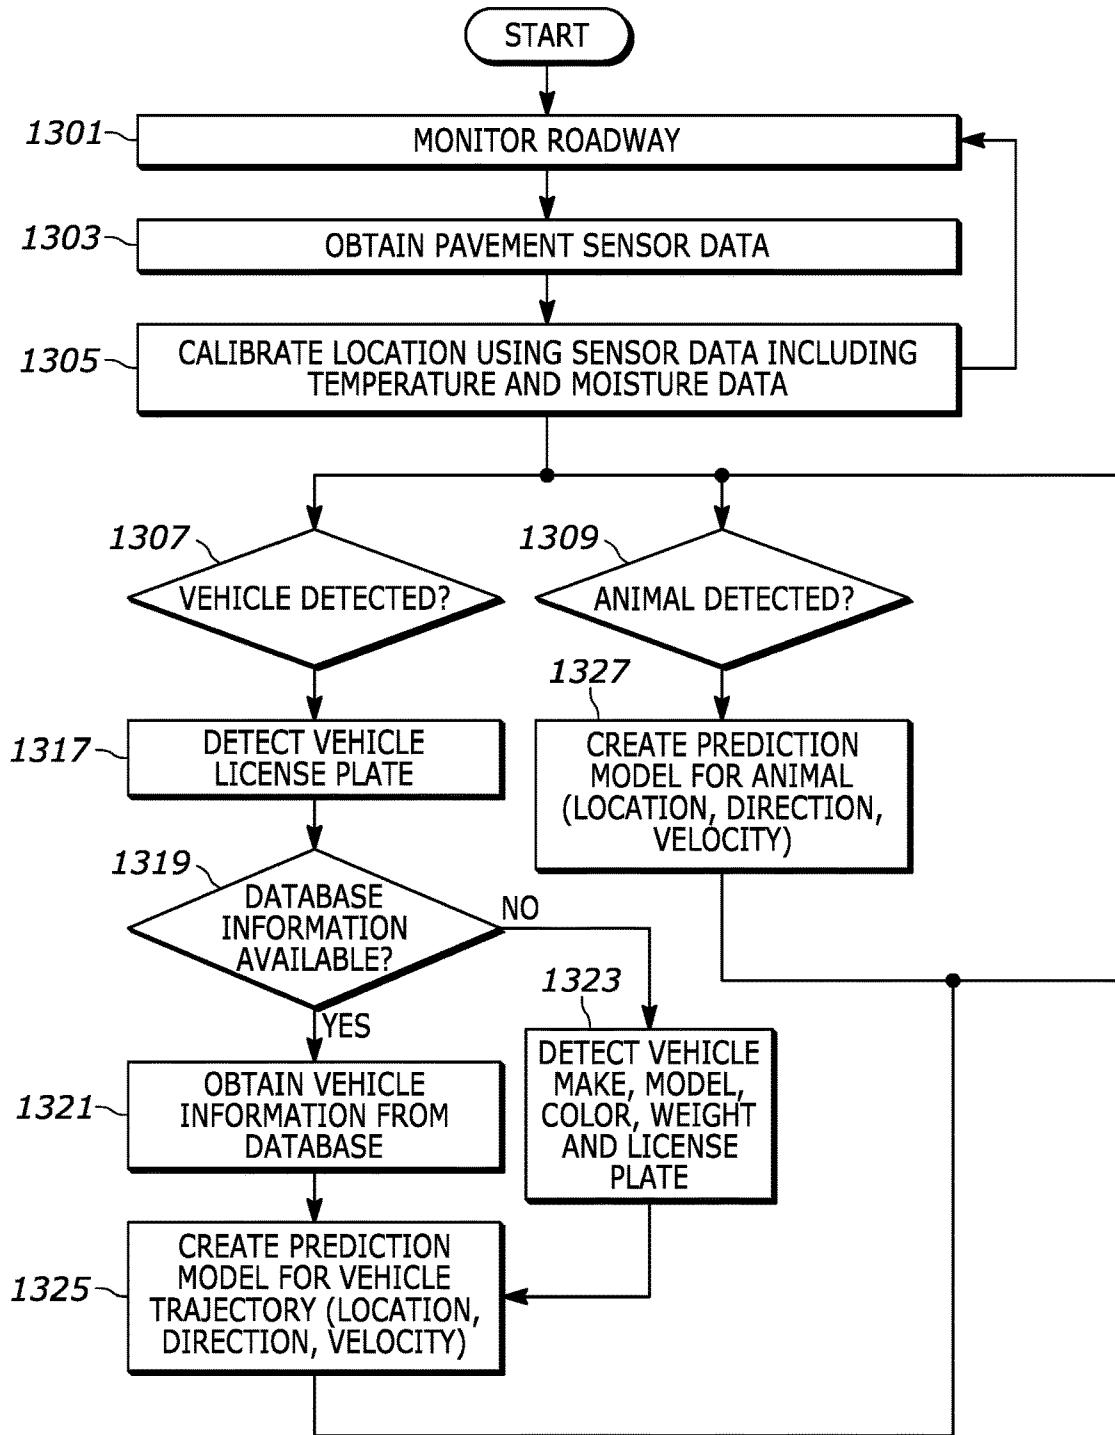 START
1301
MONITOR ROADWAY
1303
OBTAIN PAVEMENT SENSOR DATA
1305
CALIBRATE LOCATION USING SENSOR DATA INCLUDING
TEMPERATURE AND MOISTURE DATA
1307
VEHICLE DETECTED?
1309
ANIMAL DETECTED?
1317
DETECT VEHICLE
LICENSE PLATE
1327
CREATE PREDICTION
MODEL FOR ANIMAL
(LOCATION, DIRECTION,
VELOCITY)
1319
DATABASE
INFORMATION
AVAILABLE?
NO
YES
1323
DETECT VEHICLE
MAKE, MODEL,
COLOR, WEIGHT
AND LICENSE
PLATE
1321
OBTAIN VEHICLE
INFORMATION FROM
DATABASE
1325
CREATE PREDICTION
MODEL FOR VEHICLE
TRAJECTORY (LOCATION,
DIRECTION, VELOCITY)